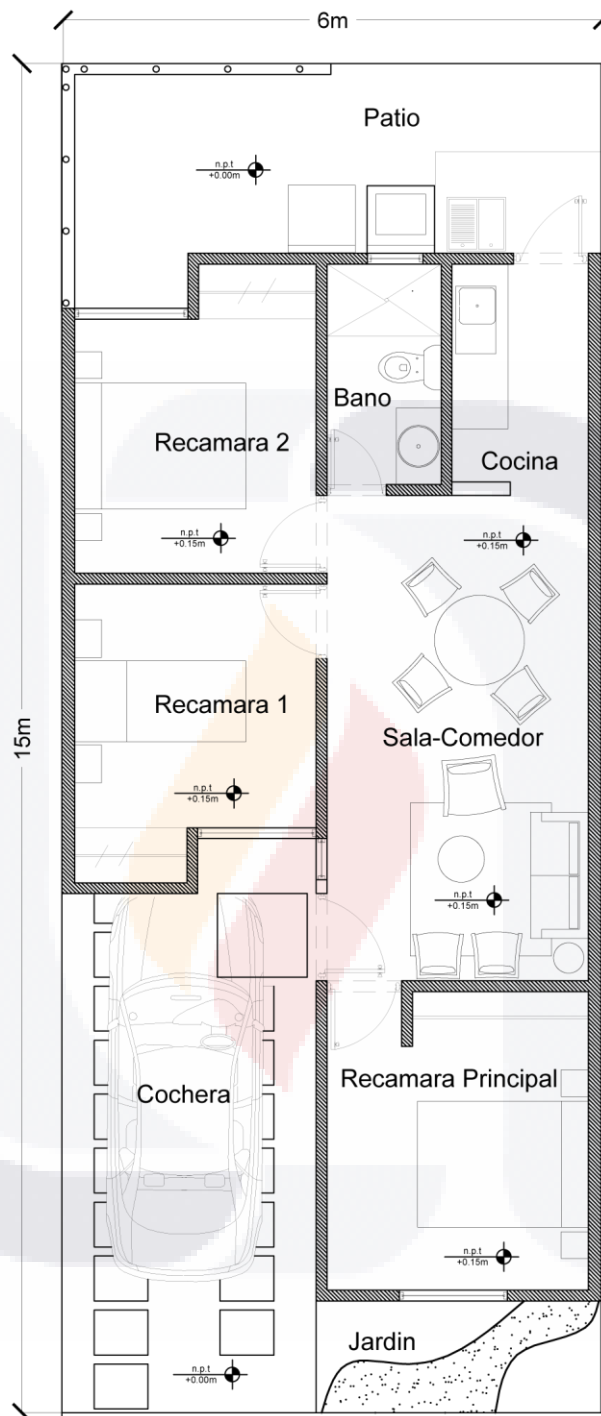 6m
Patio
n.p.t
+0.00m
Bano
Recamara 2
Cocina
n.p.t
+0.15m
n.p.t
+0.15m
15m
Recamara 1
Sala-Comedor
n.p.t
+0.15m
n.p.t
+0.15m
Recamara Principal
Cochera
n.p.t
+0.15m
Jardin
n.p.t
+0.00m